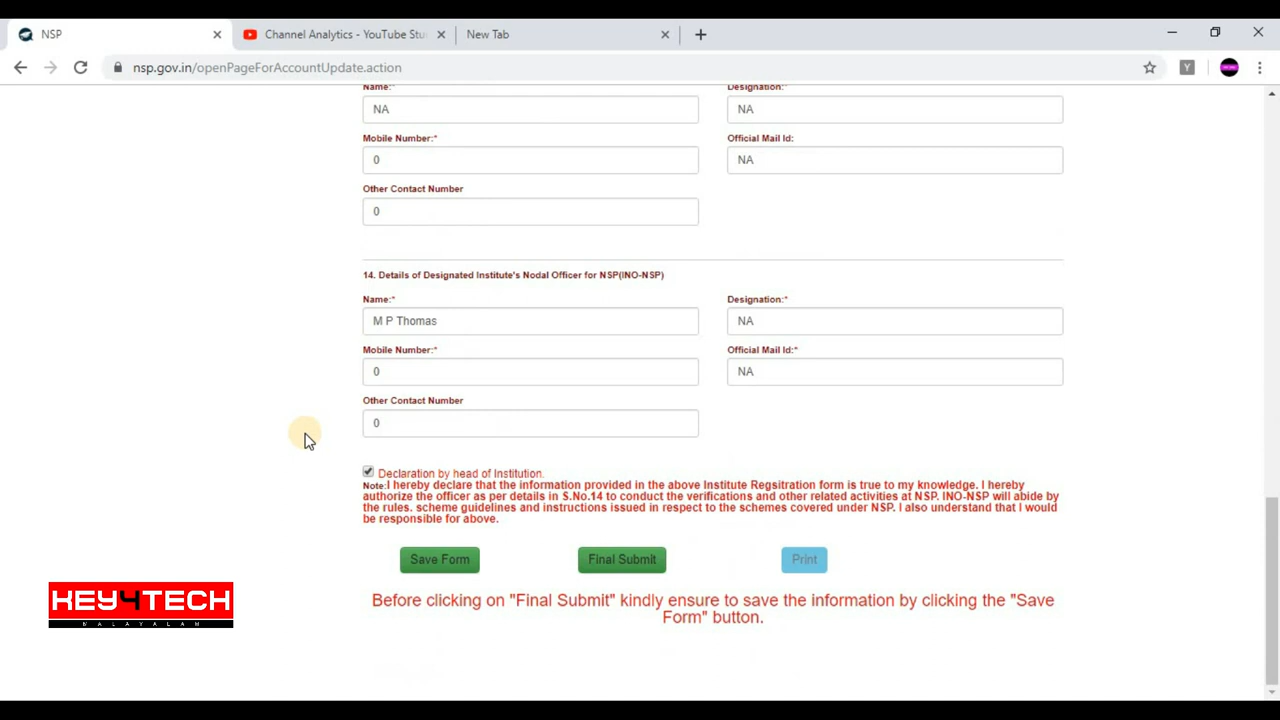 NSP
Channel Analytics - YouTube Stu
New Tab
nsp.gov.in/openPageForAccountUpdate.action
Y
Name:* Designation:*
NA NA
Mobile Number:* Official Mail Id:
0 NA
Other Contact Number
0
14. Details of Designated Institute's Nodal Officer for NSP(INO-NSP)
Name:* Designation:*
M P Thomas NA
Mobile Number:* Official Mail Id:*
0 NA
Other Contact Number
0
Declaration by head of Institution.
Note:I hereby declare that the information provided in the above Institute Regsitration form is true to my knowledge. I hereby
authorize the officer as per details in S.No.14 to conduct the verifications and other related activities at NSP. INO-NSP will abide by
the rules. scheme guidelines and instructions issued in respect to the schemes covered under NSP. I also understand that I would
be responsible for above.
Save Form Final Submit Print
Before clicking on "Final Submit" kindly ensure to save the information by clicking the "Save
Form" button.
KEY4TECH
MALAYALAM